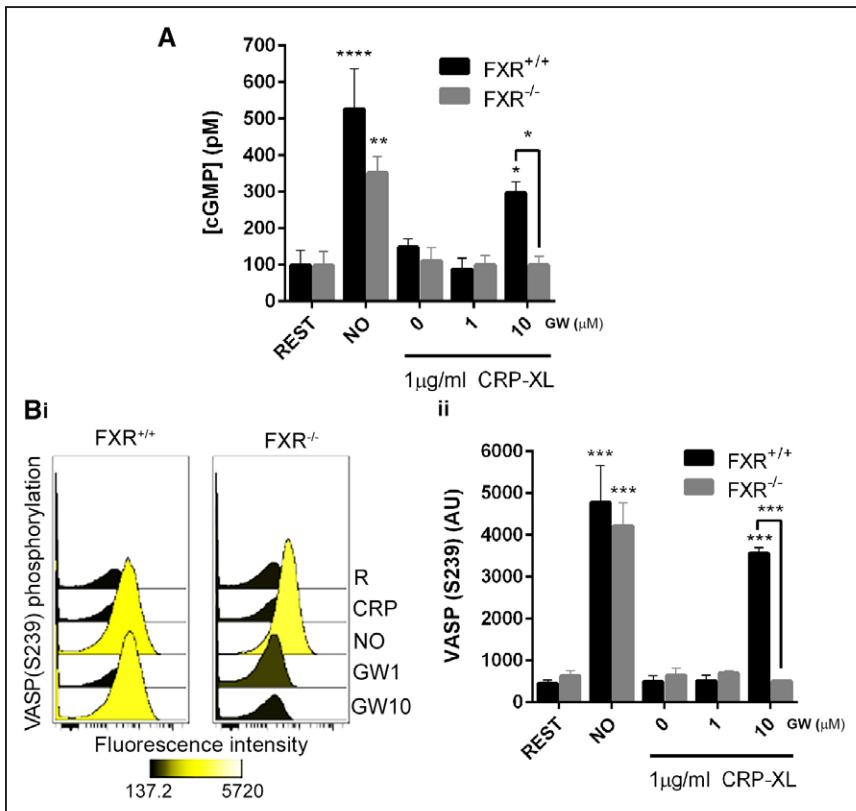 A
700
600
500
400
300
200
100
0
[cGMP] (pM)
****
**
*
*
FXR+/+
FXR-/-
REST
NO
0
1
10
GW (μM)
1μg/ml CRP-XL
Bi
FXR+/+
FXR-/-
VASP(S239) phosphorylation
R
CRP
NO
GW1
GW10
Fluorescence intensity
137.2 5720
ii
6000
5000
4000
3000
2000
1000
0
VASP (S239) (AU)
***
***
***
***
FXR+/+
FXR-/-
REST
NO
0
1
10
GW (μM)
1μg/ml CRP-XL